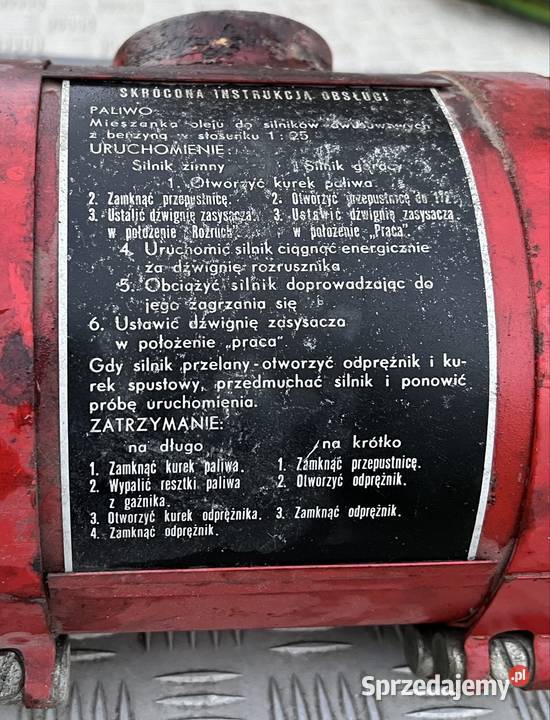 SKRÓCONA INSTRUKCJA OBSŁUGI
PALIWO:
Mieszanka oleju do silników dwusuwowych
z benzyną w stosunku 1:25
URUCHOMIENIE:
Silnik zimny Silnik gorący
1. Otworzyć kurek paliwa
2. Zamknąć przepustnicę. 2. Otworzyć przepustnicę do 1/2
3. Ustalić dźwignię zasysacza 3. Ustawić dźwignię zasysacza
w położenie "Rozruch" w położenie „Praca".
4. Uruchomić silnik ciągnąć energicznie
za dźwignię rozrusznika
5. Obciążyć silnik doprowadzając do
jego zagrzania się
6. Ustawić dźwignię zasysacza
w położenie „praca"
Gdy silnik przelany-otworzyć odprężnik i ku-
rek spustowy, przedmuchać silnik i ponowić
próbę uruchomienia.
ZATRZYMANIE:
na długo na krótko
1. Zamknąć kurek paliwa. 1. Zamknąć przepustnicę.
2. Wypalić resztki paliwa 2. Otworzyć odprężnik.
z gaźnika.
3. Otworzyć kurek odprężnika. 3. Zamknąć odprężnik.
4. Zamknąć odprężnik.
Sprzedajemy.pl